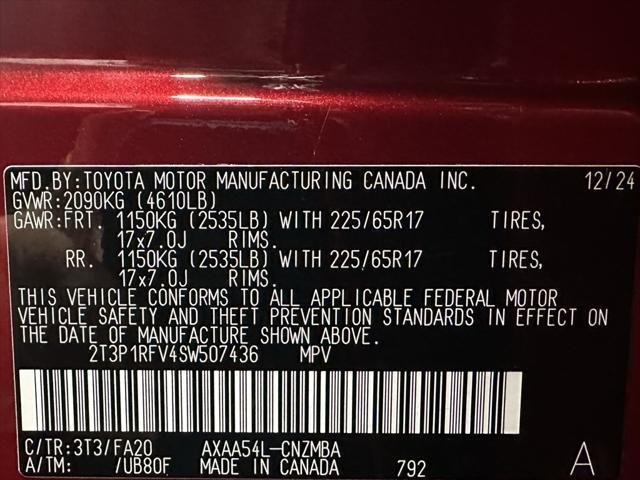 MFD.BY:TOYOTA MOTOR MANUFACTURING CANADA INC. 12/24
GVWR:2090KG (4610LB)
GAWR:FRT. 1150KG (2535LB) WITH 225/65R17 TIRES,
17x7.0J RIMS.
RR. 1150KG (2535LB) WITH 225/65R17 TIRES,
17x7.0J RIMS.
THIS VEHICLE CONFORMS TO ALL APPLICABLE FEDERAL MOTOR
VEHICLE SAFETY AND THEFT PREVENTION STANDARDS IN EFFECT ON
THE DATE OF MANUFACTURE SHOWN ABOVE.
2T3P1RFV4SW507436 MPV
C/TR:3T3/FA20 AXAA54L-CNZMBA
A/TM: /UB80F MADE IN CANADA 792 A